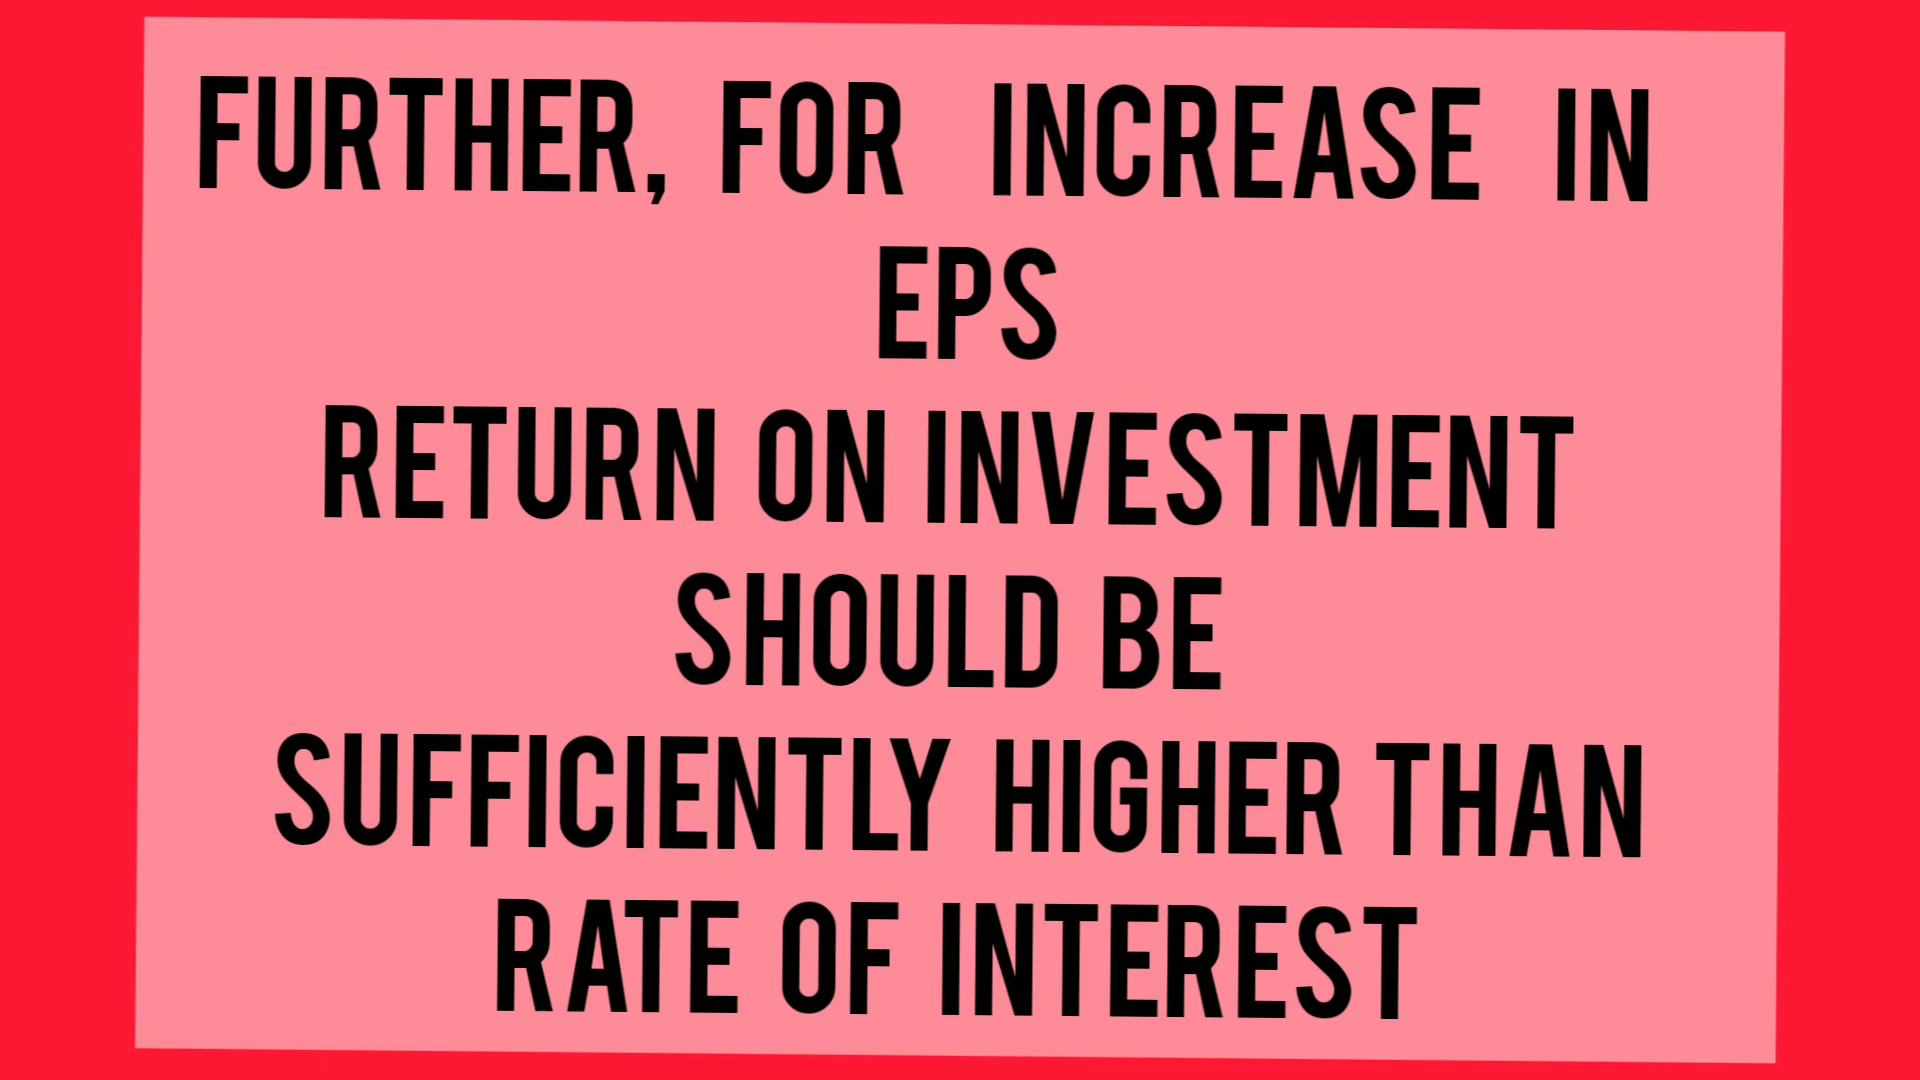 FURTHER, FOR INCREASE IN
EPS
RETURN ON INVESTMENT
SHOULD BE
SUFFICIENTLY HIGHER THAN
RATE OF INTEREST